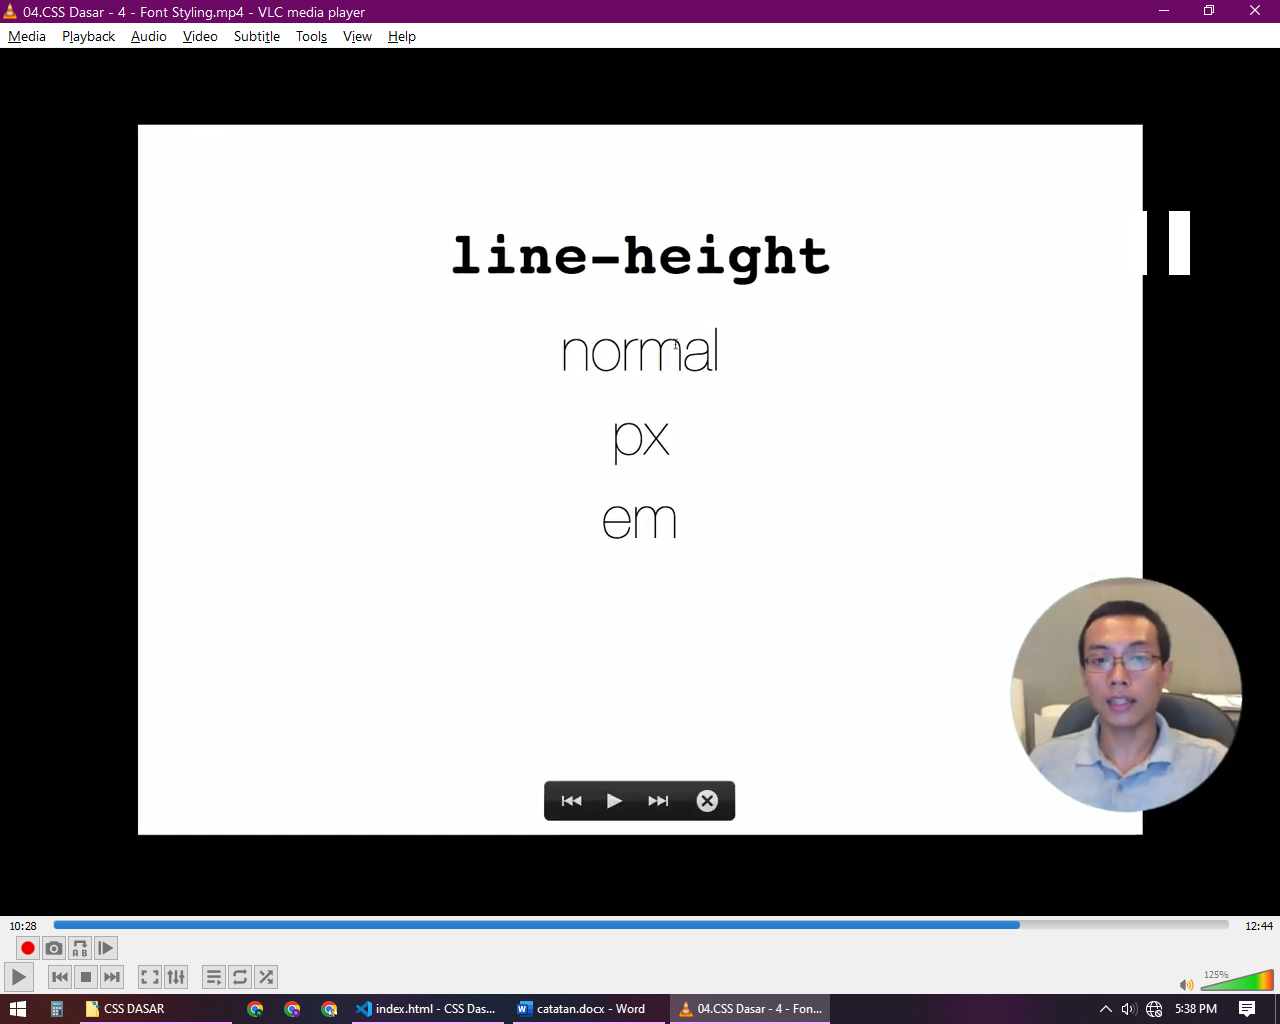 04.CSS Dasar - 4 - Font Styling.mp4 - VLC media player
Media Playback Audio Video Subtitle Tools View Help
line-height
normal
px
em
10:28
12:44
A B
125%
CSS DASAR
index.html - CSS Das...
catatan.docx - Word
04.CSS Dasar - 4 - Fon...
5:38 PM